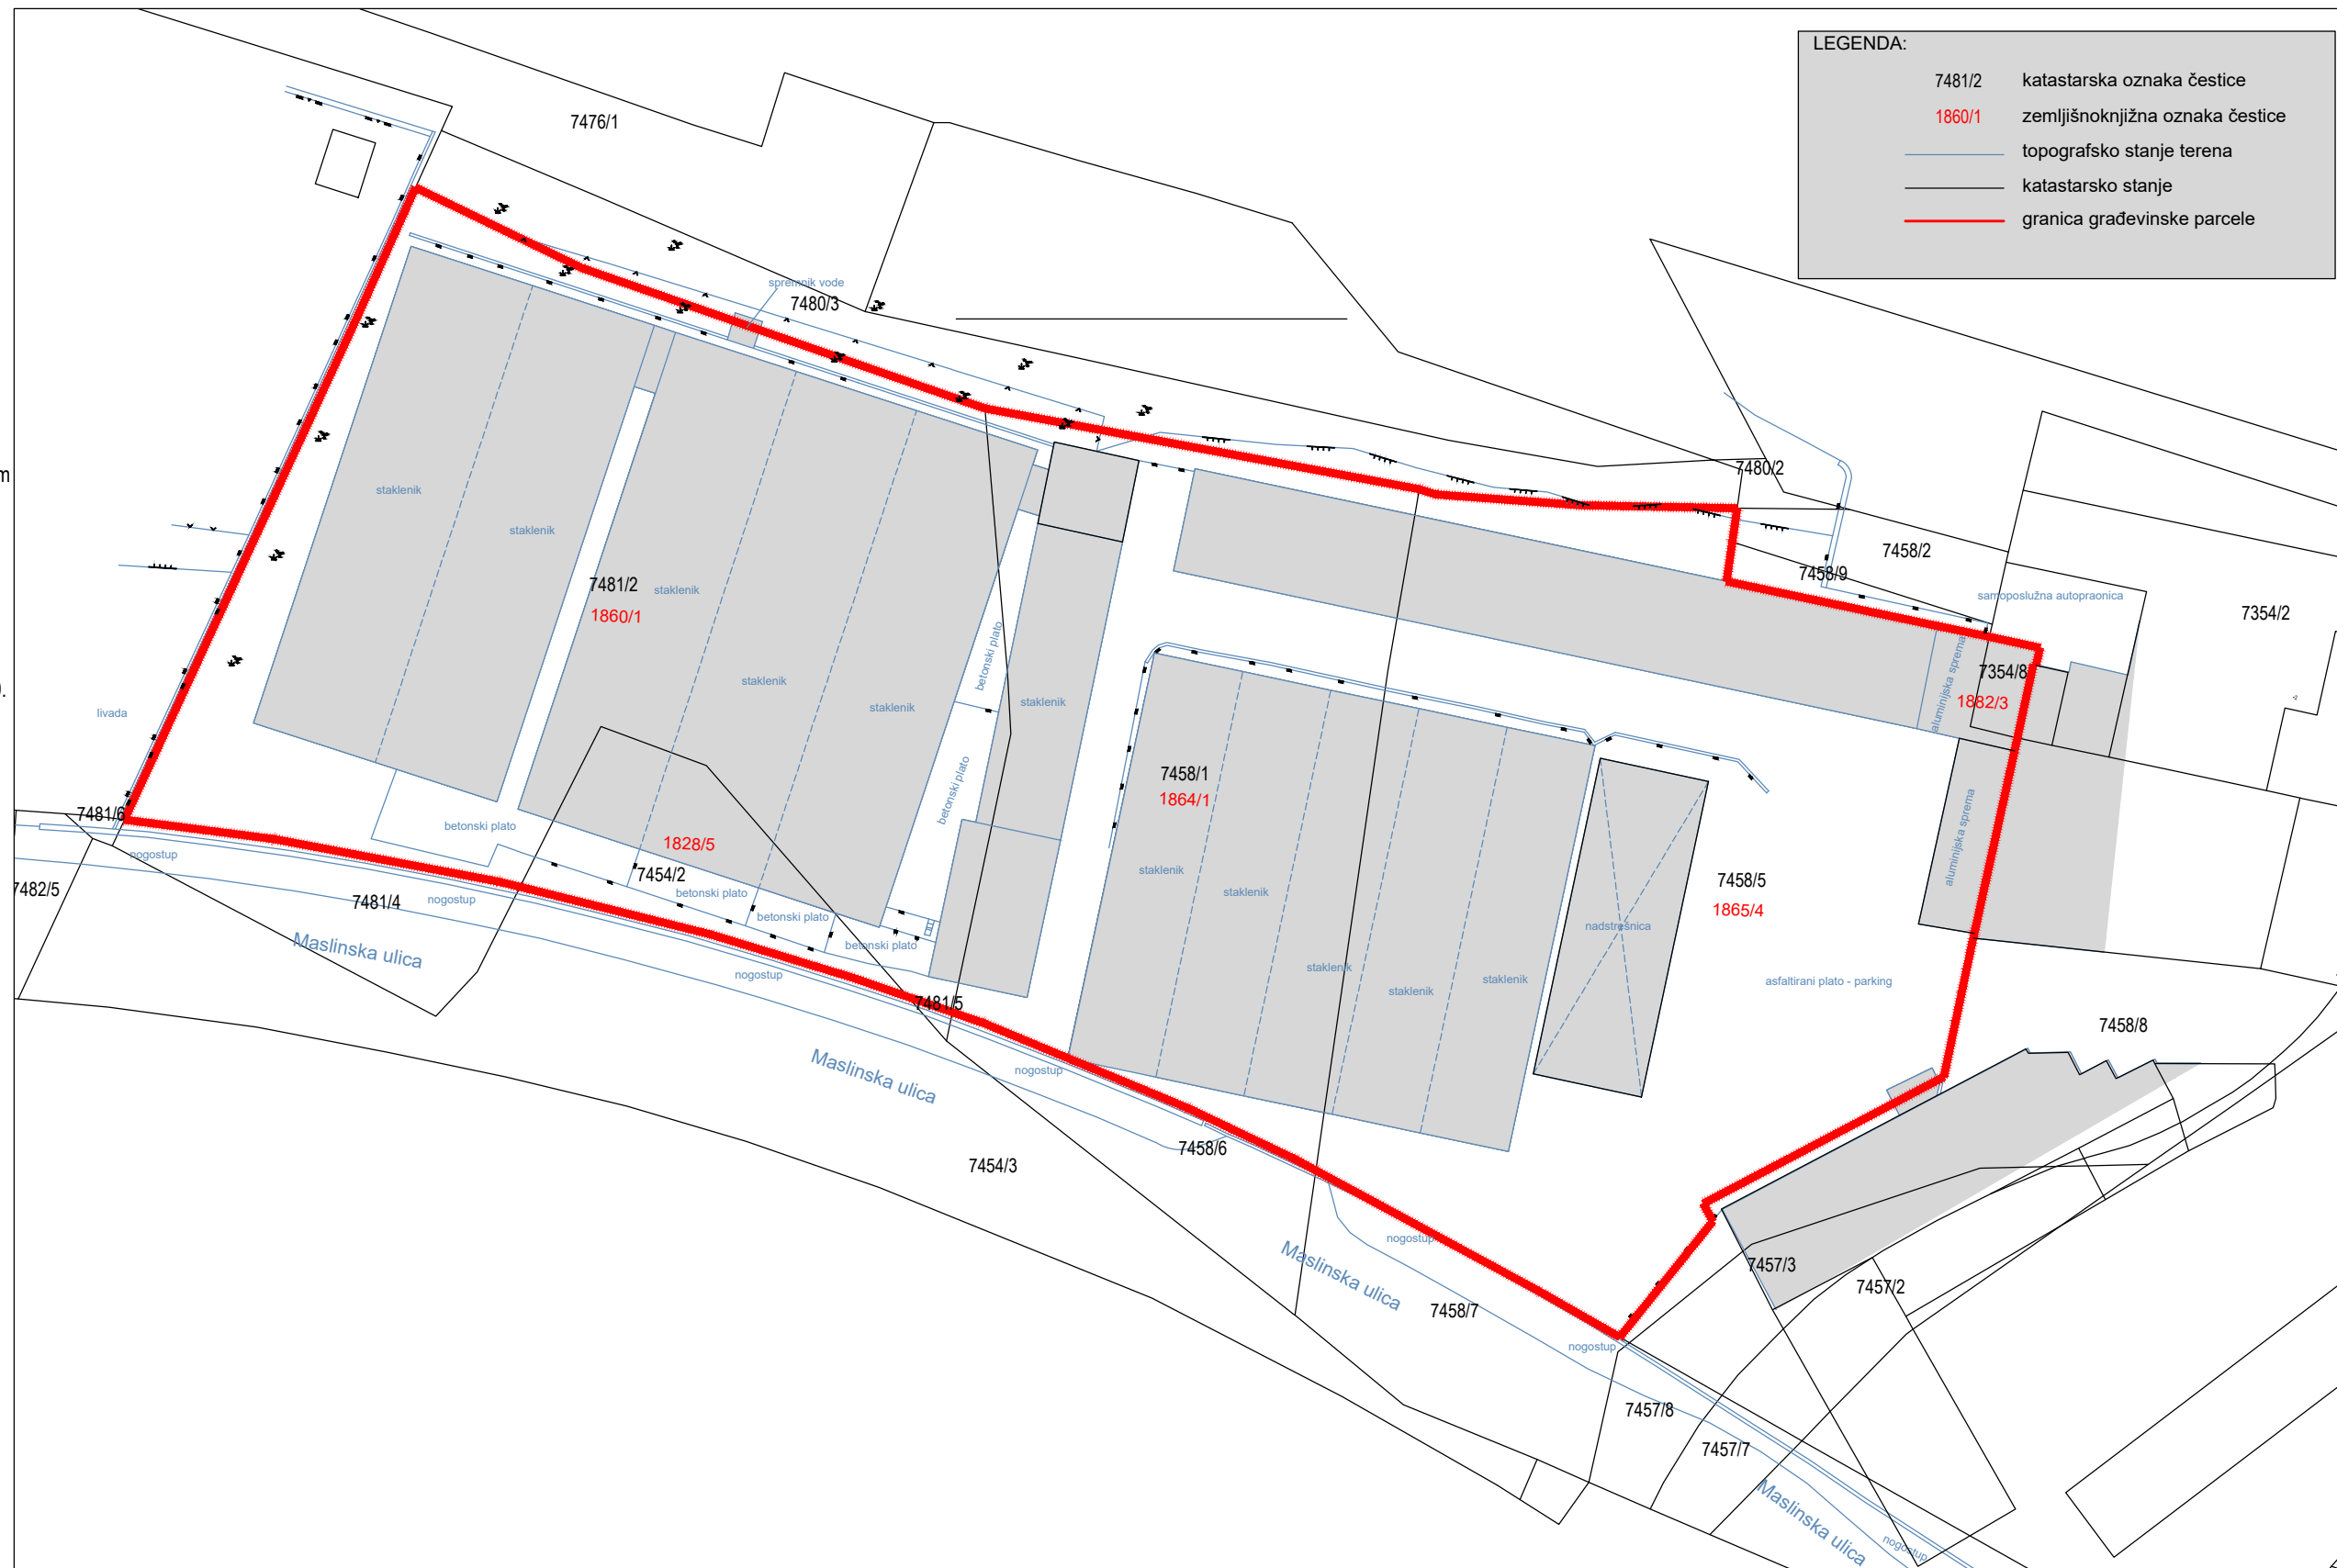 LEGENDA:
7481/2 katastarska oznaka čestice
1860/1 zemljišnoknjižna oznaka čestice
topografsko stanje terena
katastarsko stanje
granica građevinske parcele
7476/1
spremnik vode
7480/3
m
7480/2
staklenik
staklenik
7458/2
7458/9
7481/2
staklenik
samoposlužna autopraonica
1860/1
7354/2
betonski plato
staklenik
aluminijska sprema
7354/8
).
livada
staklenik
staklenik
1882/3
7458/1
betonski plato
1864/1
7481/6
betonski plato
aluminijska sprema
nogostup
1828/5
7482/5
7454/2
staklenik
7458/5
7481/4
nogostup
betonski plato
staklenik
1865/4
betonski plato
nadstrešnica
Maslinska ulica
betonski plato
nogostup
staklenik
staklenik
staklenik
asfaltirani plato - parking
7481/5
7458/8
Maslinska ulica
nogostup
7458/6
7454/3
nogostup
Maslinska ulica
7457/3
7457/2
7458/7
nogostup
7457/8
7457/7
Maslinska ulica
nogostup